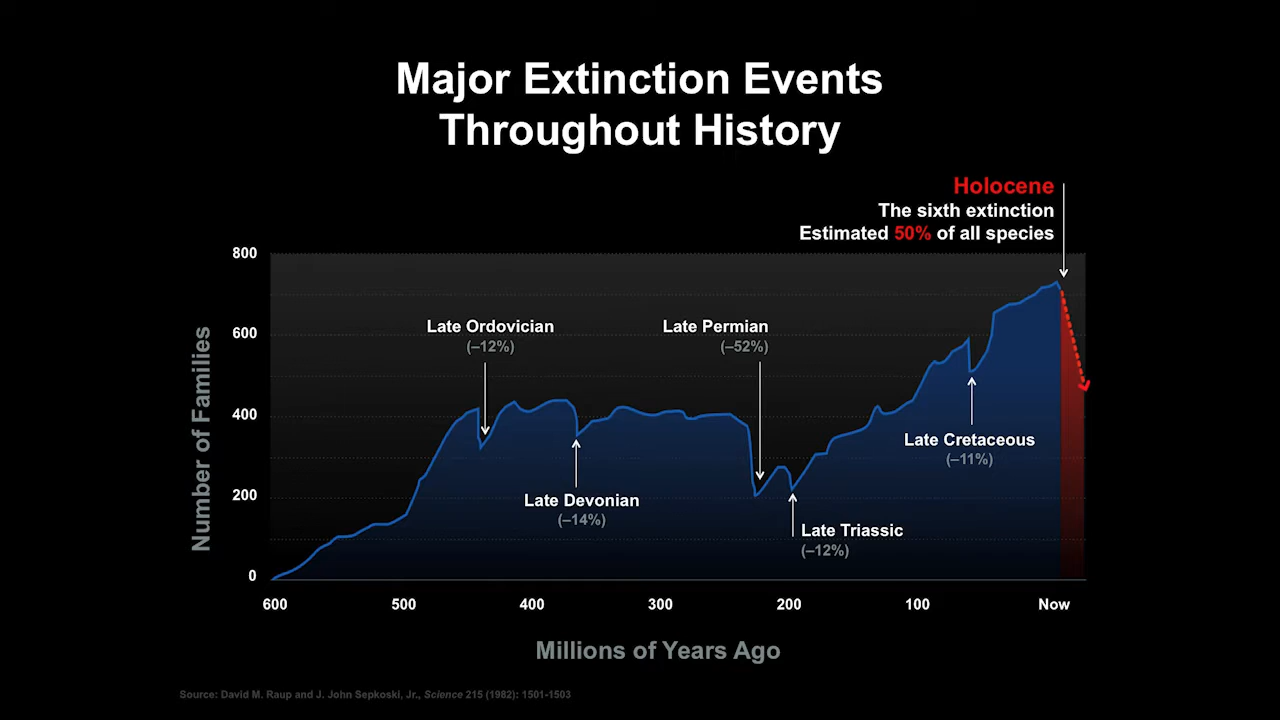 Major Extinction Events
Throughout History
Holocene
The sixth extinction
Estimated 50% of all species
800
600
400
200
0
Number of Families
Late Ordovician
(–12%)
Late Permian
(–52%)
Late Cretaceous
(–11%)
Late Devonian
(–14%)
Late Triassic
(–12%)
600
500
400
300
200
100
Now
Millions of Years Ago
Source: David M. Raup and J. John Sepkoski, Jr., Science 215 (1982): 1501-1503